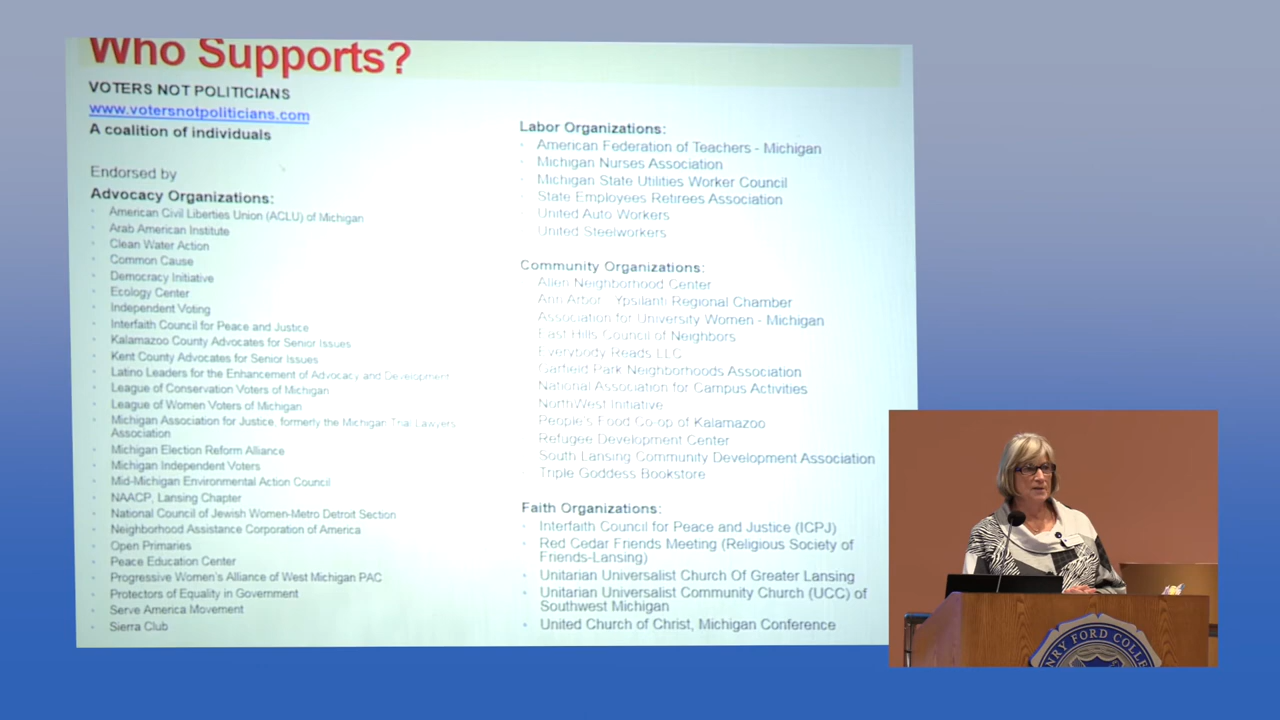 Who Supports?
VOTERS NOT POLITICIANS
www.votersnotpoliticians.com
A coalition of individuals
Endorsed by
Advocacy Organizations:
American Civil Liberties Union (ACLU) of Michigan
Arab American Institute
Clean Water Action
Common Cause
Democracy Initiative
Ecology Center
Independent Voting
Interfaith Council for Peace and Justice
Kalamazoo County Advocates for Senior Issues
Kent County Advocates for Senior Issues
Latino Leaders for the Enhancement of Advocacy and Development
League of Conservation Voters of Michigan
League of Women Voters of Michigan
Michigan Association for Justice, formerly the Michigan Trial Lawyers
Association
Michigan Election Reform Alliance
Michigan Independent Voters
Mid-Michigan Environmental Action Council
NAACP, Lansing Chapter
National Council of Jewish Women-Metro Detroit Section
Neighborhood Assistance Corporation of America
Open Primaries
Peace Education Center
Progressive Women's Alliance of West Michigan PAC
Protectors of Equality in Government
Serve America Movement
Sierra Club
Labor Organizations:
American Federation of Teachers - Michigan
Michigan Nurses Association
Michigan State Utilities Worker Council
State Employees Retirees Association
United Auto Workers
United Steelworkers
Community Organizations:
Allen Neighborhood Center
Ann Arbor - Ypsilanti Regional Chamber
Association for University Women - Michigan
East Hills Council of Neighbors
Everybody Reads LLC
Garfield Park Neighborhoods Association
National Association for Campus Activities
NorthWest Initiative
People's Food Co-op of Kalamazoo
Refugee Development Center
South Lansing Community Development Association
Triple Goddess Bookstore
Faith Organizations:
Interfaith Council for Peace and Justice (ICPJ)
Red Cedar Friends Meeting (Religious Society of
Friends-Lansing)
Unitarian Universalist Church Of Greater Lansing
Unitarian Universalist Community Church (UCC) of
Southwest Michigan
United Church of Christ, Michigan Conference
NRY FORD COLLE